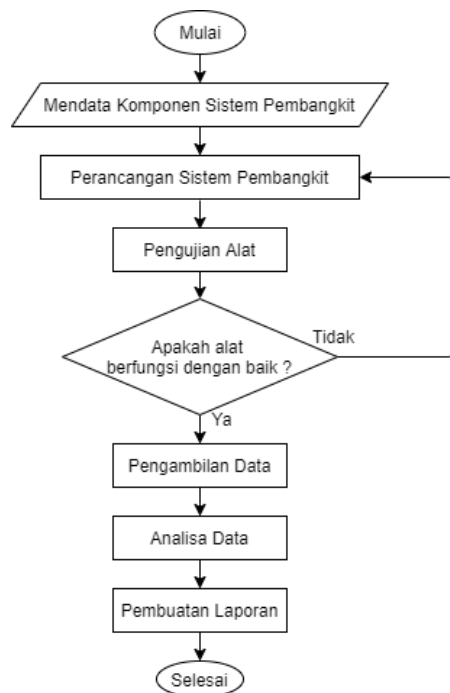 Mulai
Mendata Komponen Sistem Pembangkit
Perancangan Sistem Pembangkit
Pengujian Alat
Apakah alat
berfungsi dengan baik ?
Tidak
Ya
Pengambilan Data
Analisa Data
Pembuatan Laporan
Selesai